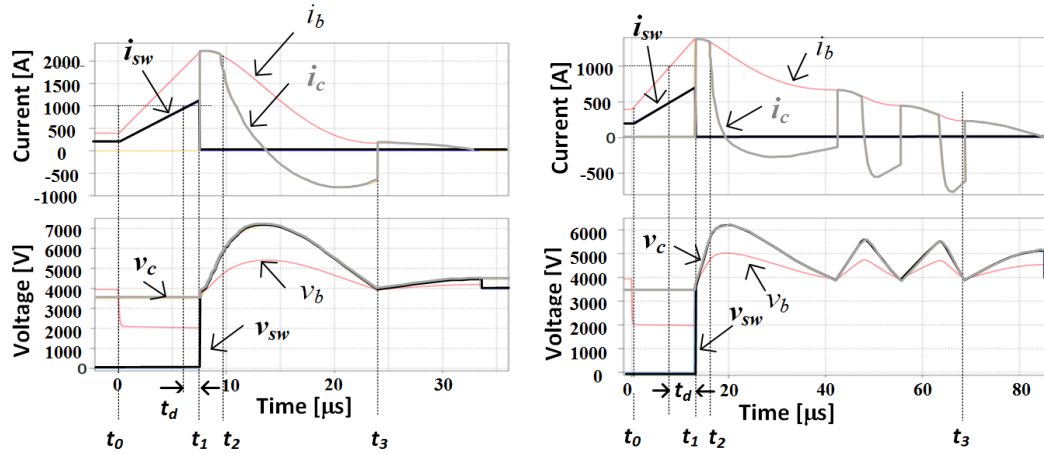 i_b
i_sw
i_c
Current [A]
2000
1500
1000
500
0
-500
-1000
v_c
v_b
v_sw
Voltage [V]
7000
6000
5000
4000
3000
2000
1000
0
0
10
20
30
t_d
Time [μs]
t_0
t_1
t_2
t_3
i_sw
i_b
i_c
Current [A]
1000
500
0
-500
v_c
v_b
v_sw
Voltage [V]
6000
5000
4000
3000
2000
1000
0
0
20
40
60
80
t_d
Time [μs]
t_0
t_1
t_2
t_3